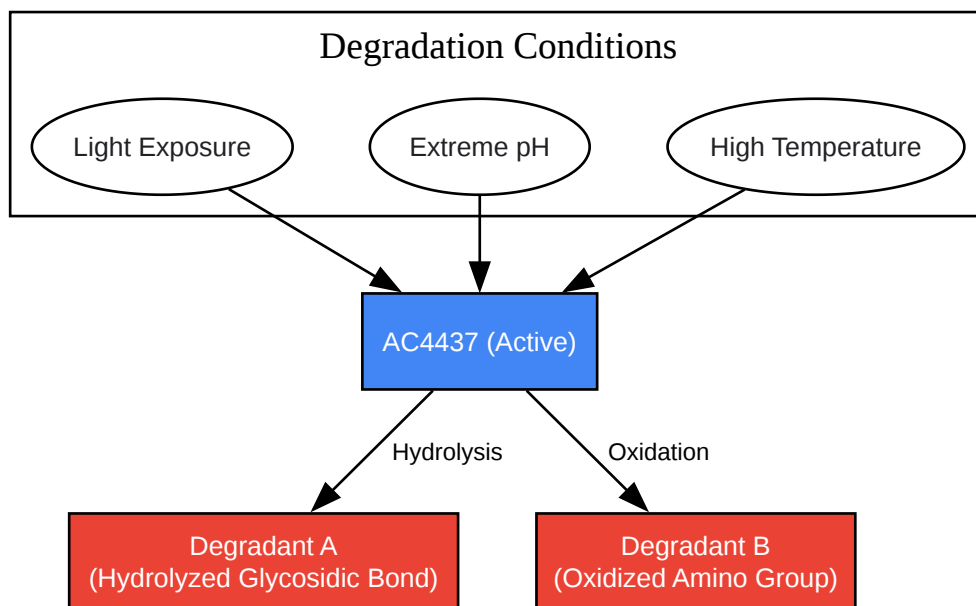 Degradation Conditions
Light Exposure
Extreme pH
High Temperature
AC4437 (Active)
Hydrolysis
Oxidation
Degradant A
(Hydrolyzed Glycosidic Bond)
Degradant B
(Oxidized Amino Group)